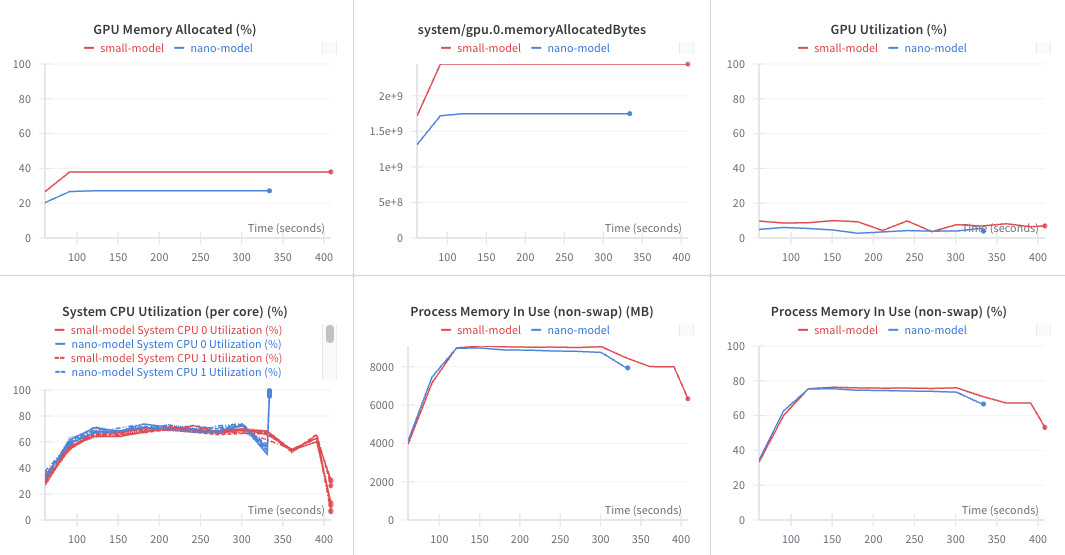 GPU Memory Allocated (%)
small-model nano-model
100
80
60
40
20
0
Time (seconds)
100 150 200 250 300 350 400
system/gpu.0.memoryAllocatedBytes
small-model nano-model
2e+9
1.5e+9
1e+9
5e+8
0
Time (seconds)
100 150 200 250 300 350 400
GPU Utilization (%)
small-model nano-model
100
80
60
40
20
0
Time (seconds)
100 150 200 250 300 350 400
System CPU Utilization (per core) (%)
small-model System CPU 0 Utilization (%)
nano-model System CPU 0 Utilization (%)
small-model System CPU 1 Utilization (%)
nano-model System CPU 1 Utilization (%)
100
80
60
40
20
0
Time (seconds)
100 150 200 250 300 350 400
Process Memory In Use (non-swap) (MB)
small-model nano-model
8000
6000
4000
2000
0
Time (seconds)
100 150 200 250 300 350 400
Process Memory In Use (non-swap) (%)
small-model nano-model
100
80
60
40
20
0
Time (seconds)
100 150 200 250 300 350 400